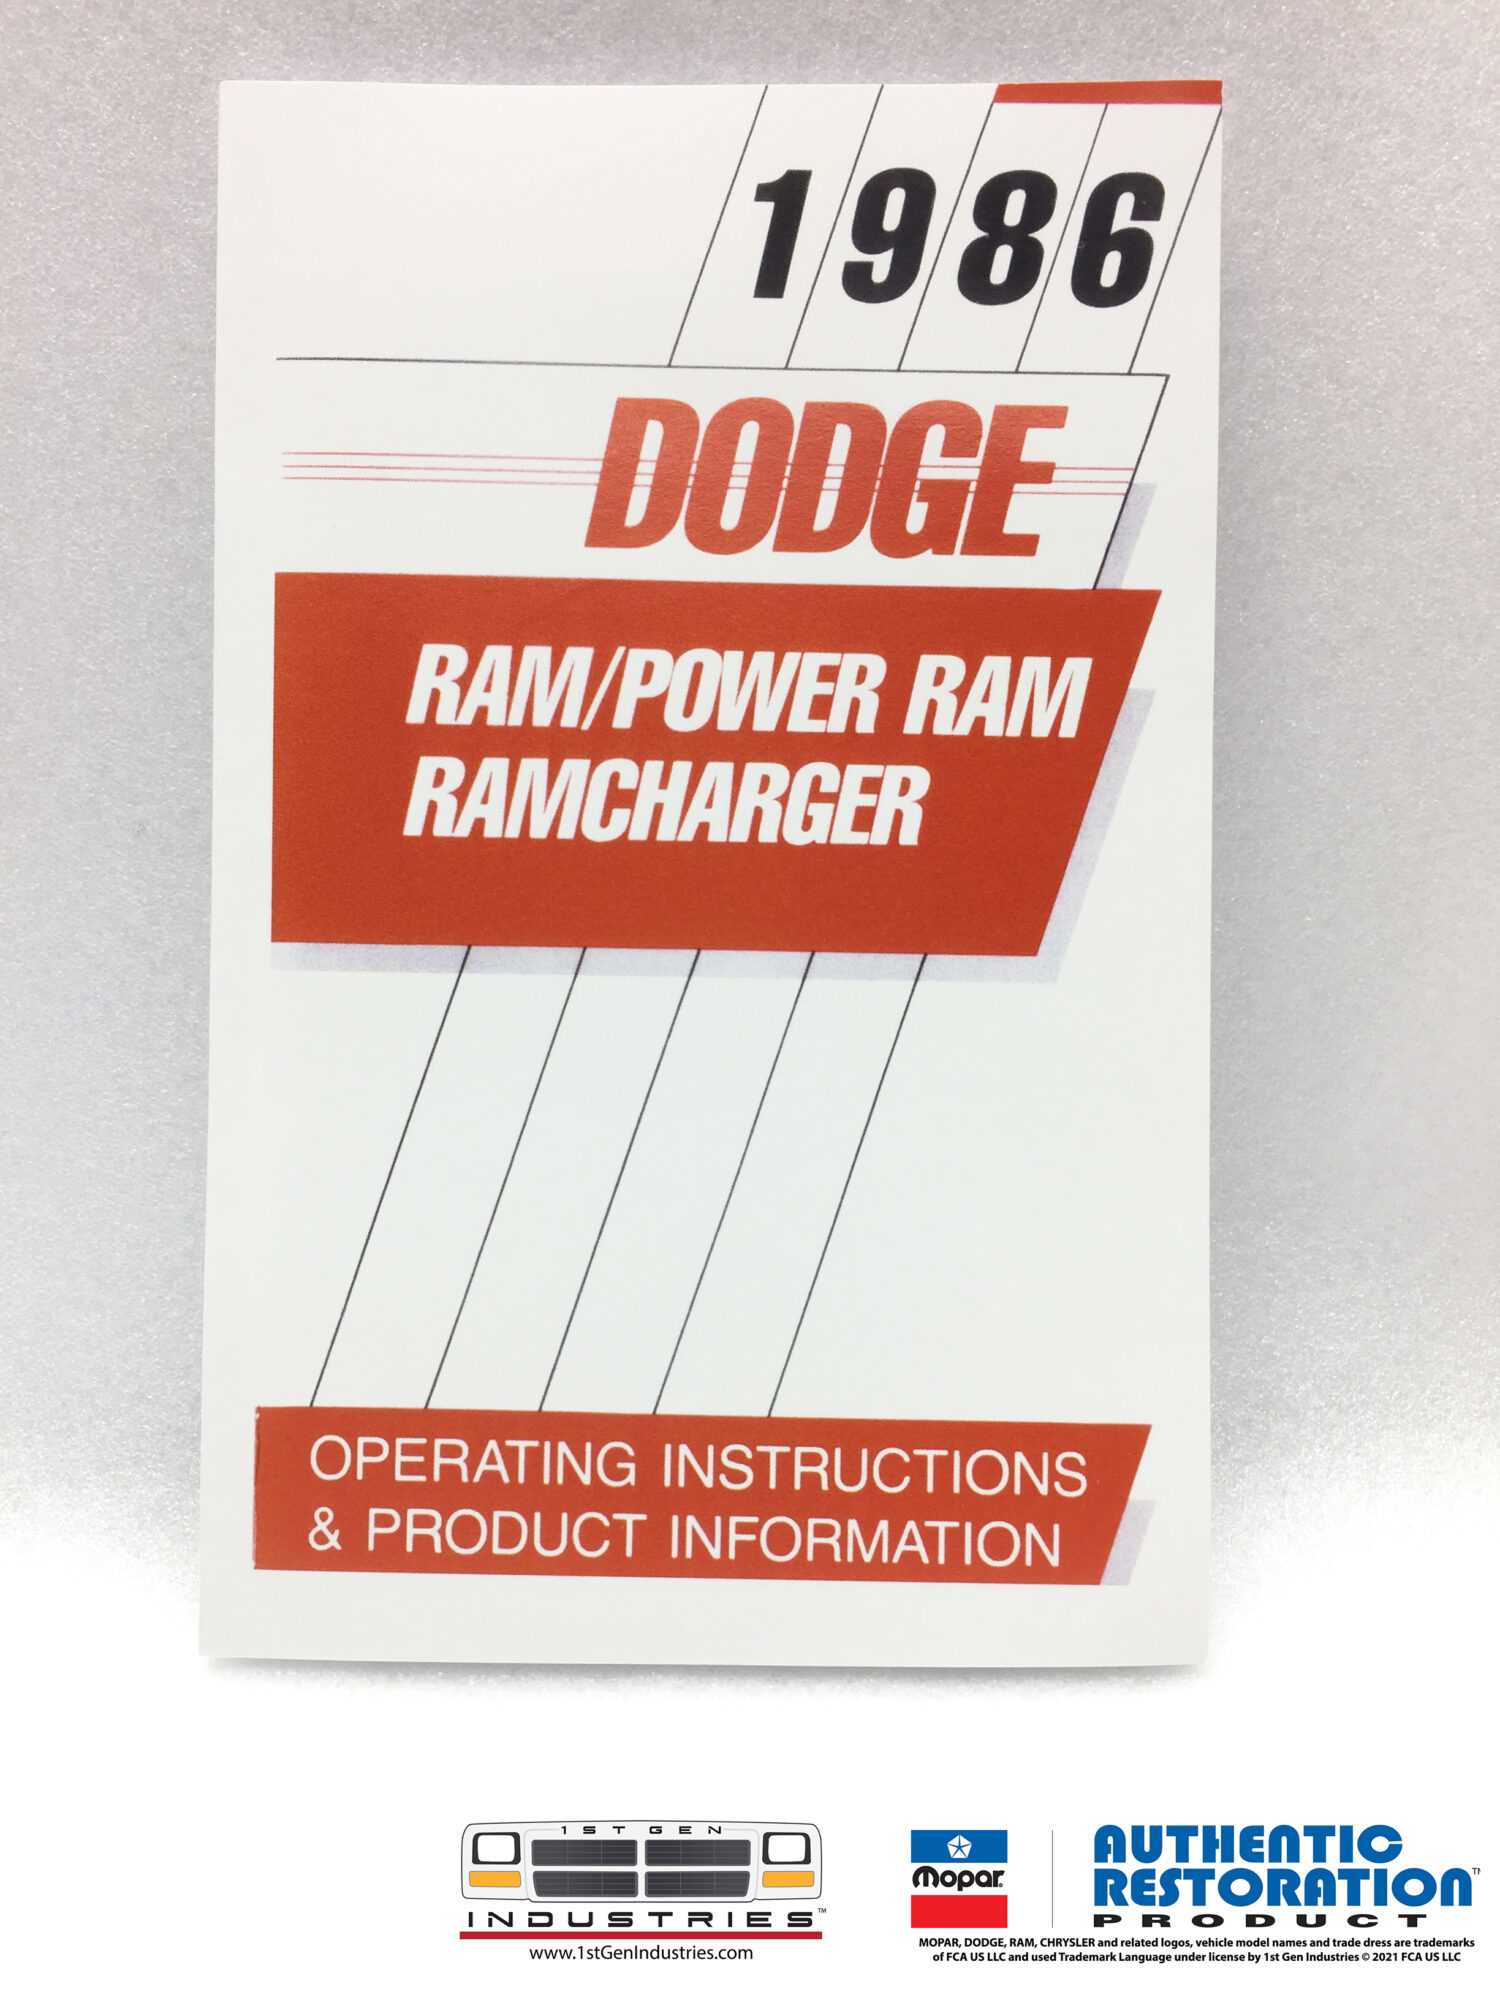 1986
DODGE
RAM/POWER RAM
RAMCHARGER
OPERATING INSTRUCTIONS
& PRODUCT INFORMATION
1ST GEN
INDUSTRIES™
www.1stGenIndustries.com
Mopar®
AUTHENTIC
RESTORATION™
PRODUCT
MOPAR, DODGE, RAM, CHRYSLER and related logos, vehicle model names and trade dress are trademarks
of FCA US LLC and used Trademark Language under license by 1st Gen Industries © 2021 FCA US LLC